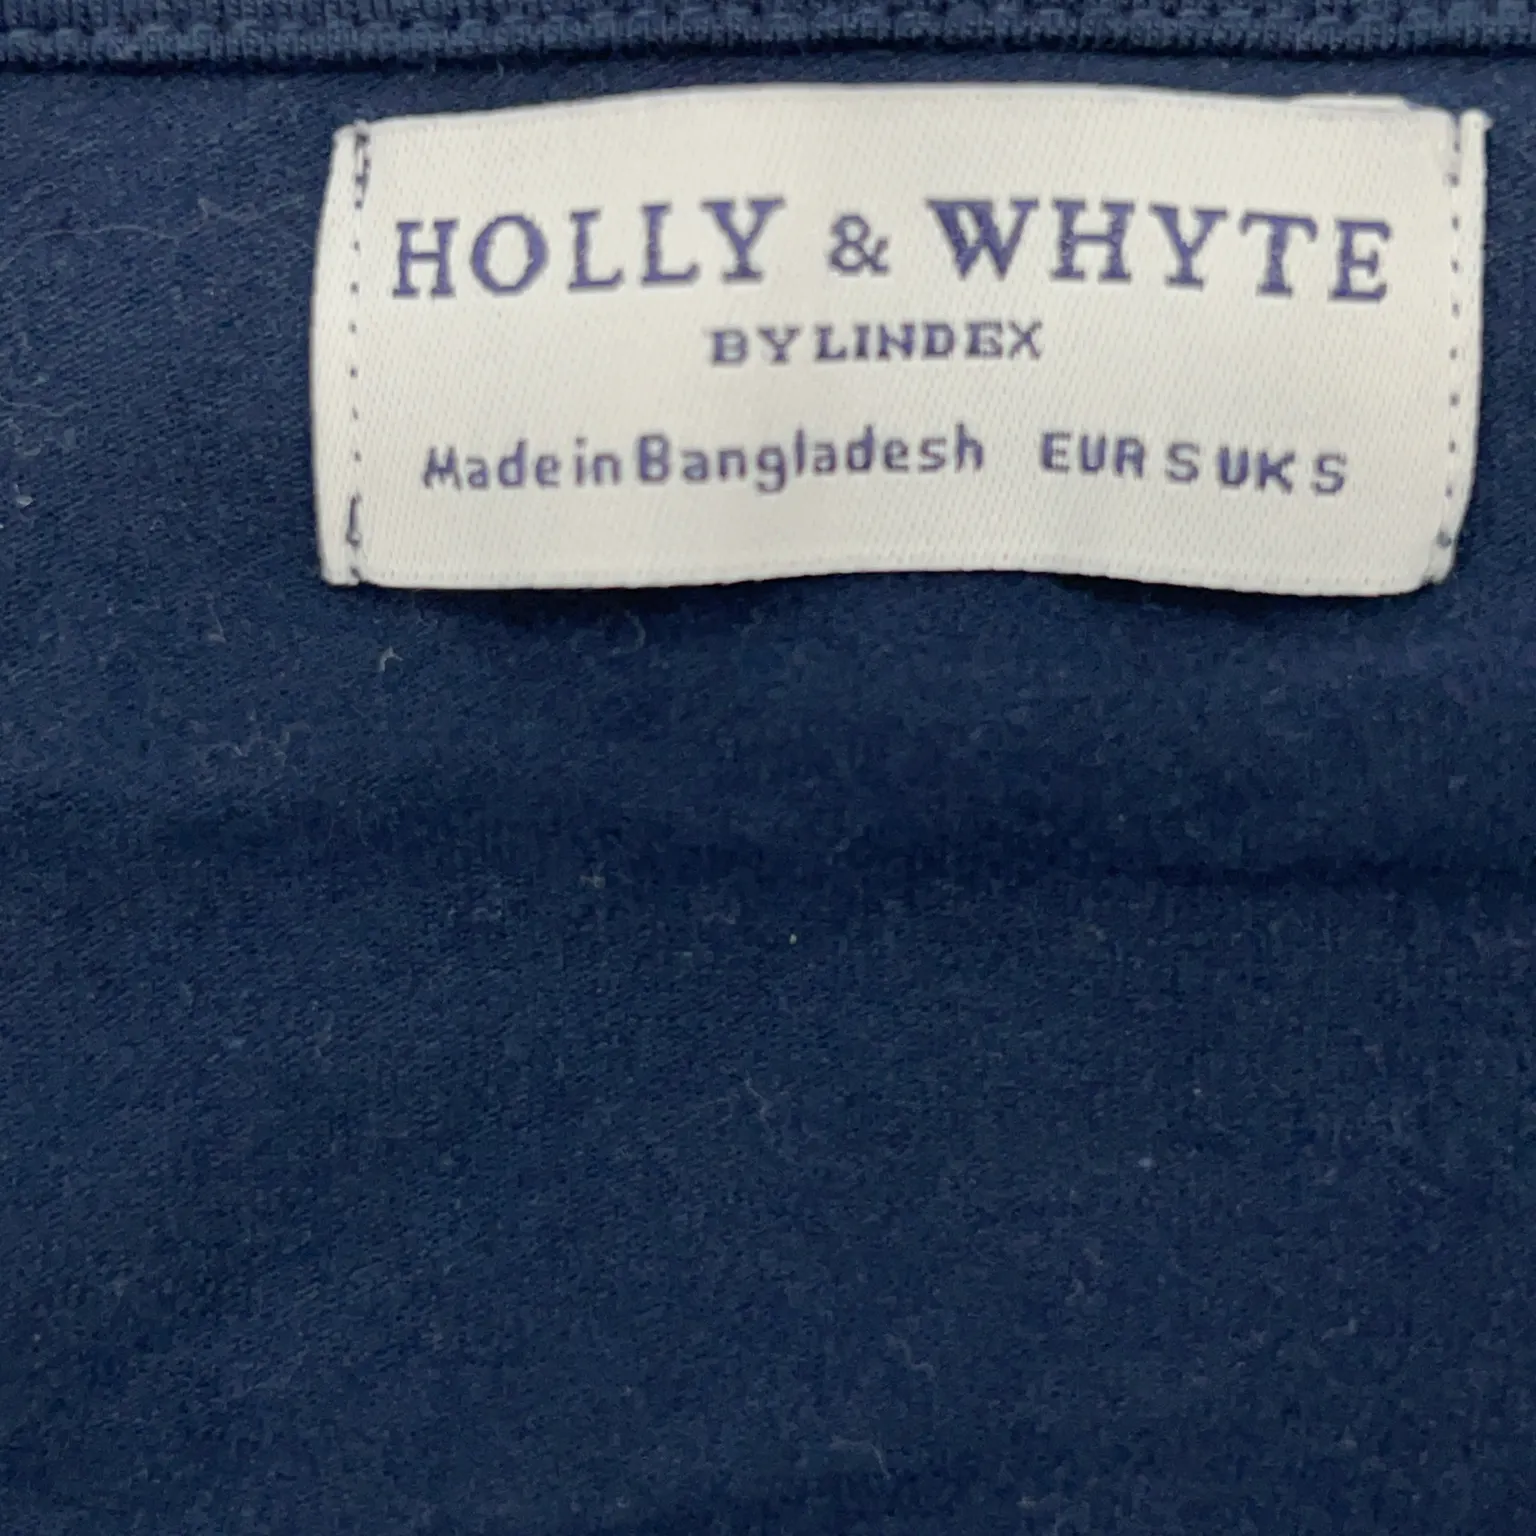 HOLLY & WHYTE
BY LINDEX
Made in Bangladesh EUR S UK S